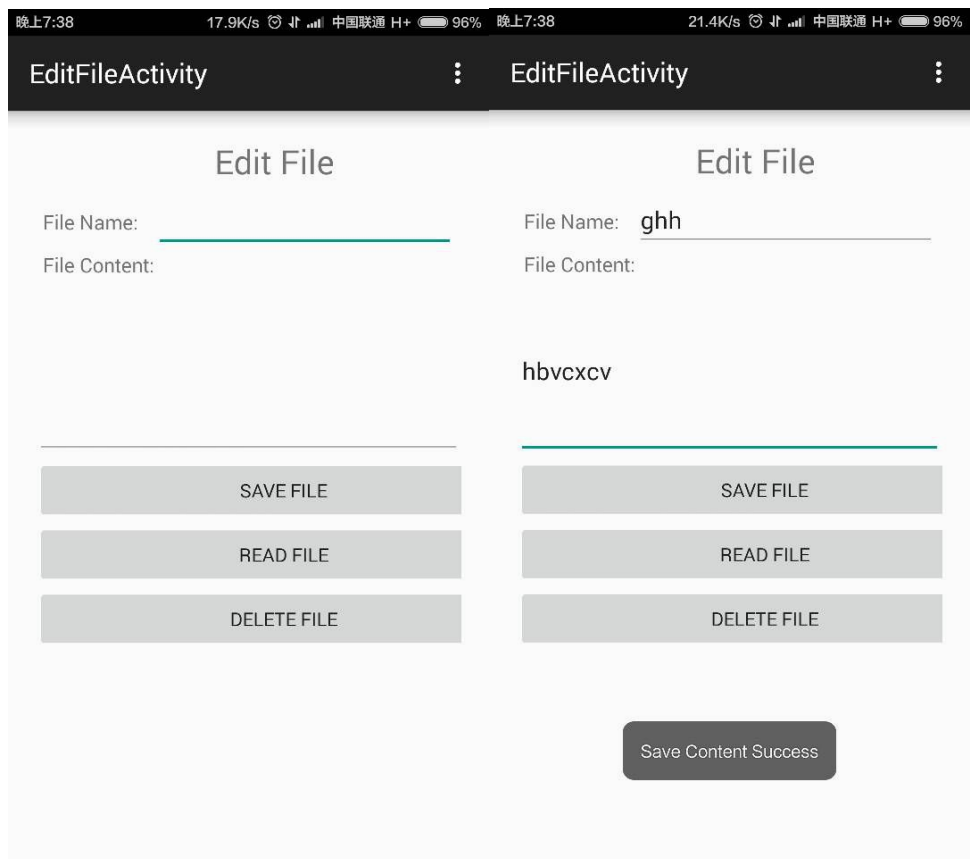 晚上7:38 17.9K/s 中国联通 H+ 96%
EditFileActivity
Edit File
File Name:
File Content:
SAVE FILE
READ FILE
DELETE FILE
晚上7:38 21.4K/s 中国联通 H+ 96%
EditFileActivity
Edit File
File Name: ghh
File Content:
hbvcxcv
SAVE FILE
READ FILE
DELETE FILE
Save Content Success